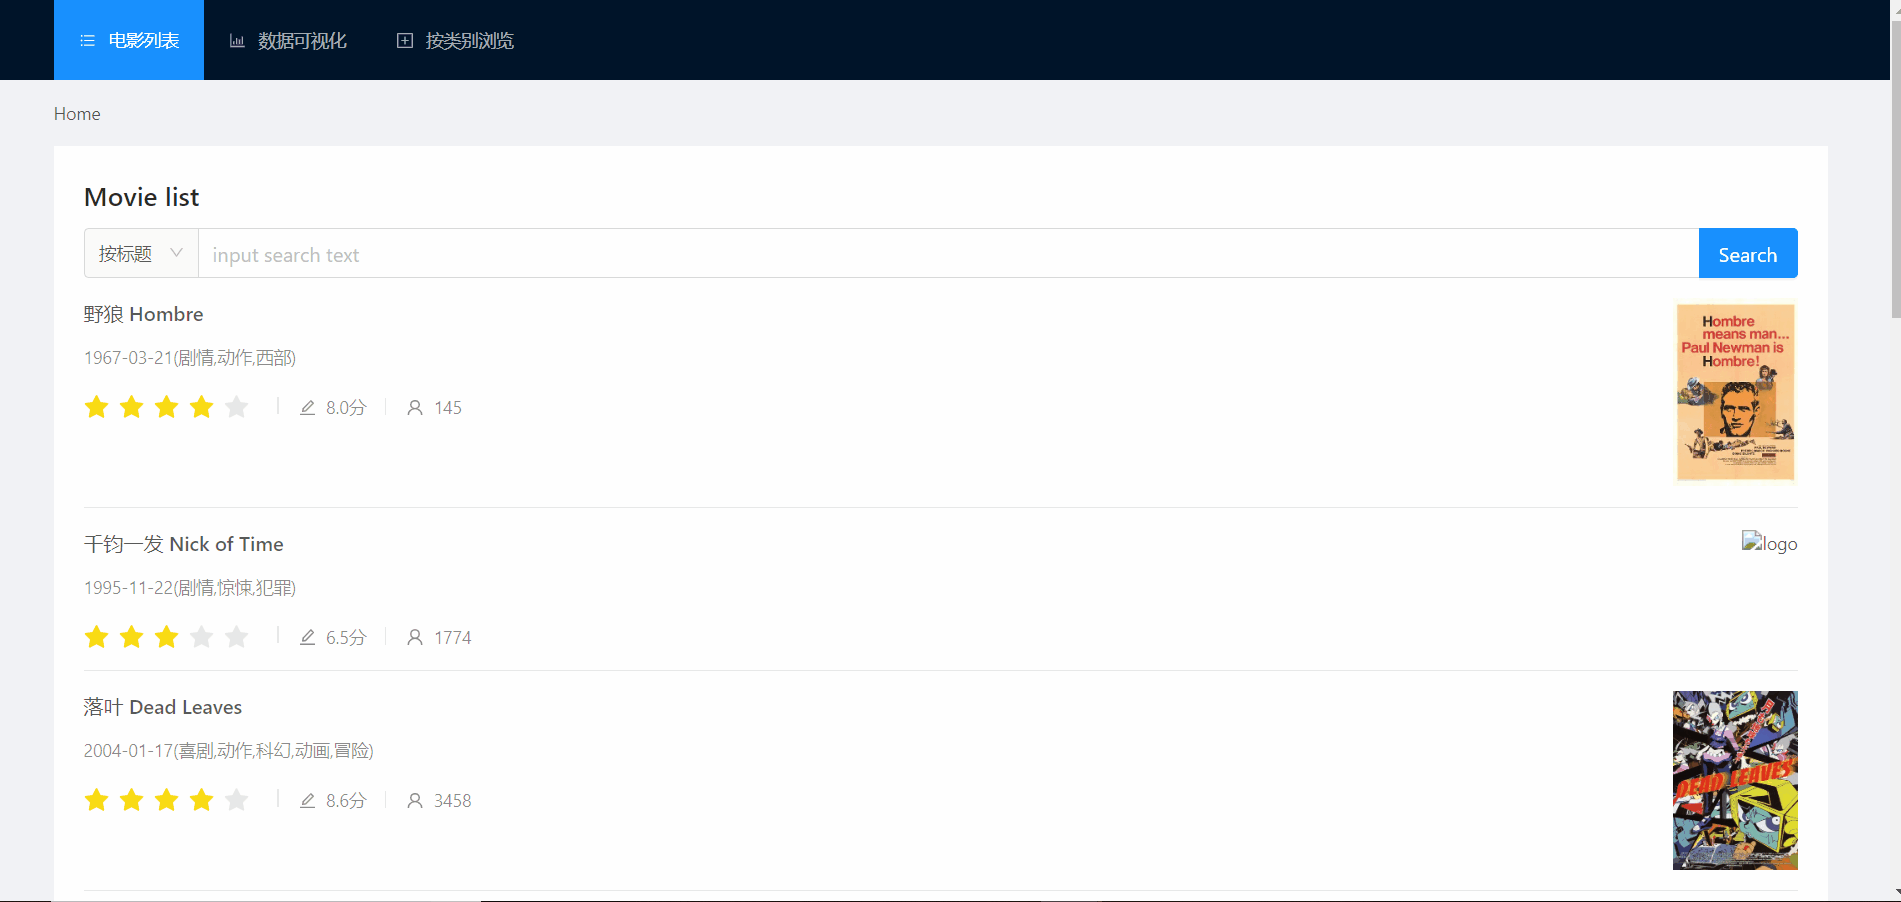 电影列表 数据可视化 按类别浏览
Home
Movie list
按标题 input search text Search
野狼 Hombre
1967-03-21(剧情,动作,西部)
8.0分 145
Hombre
means man...
Paul Newman is
Hombre!
千钧一发 Nick of Time
logo
1995-11-22(剧情,惊悚,犯罪)
6.5分 1774
落叶 Dead Leaves
2004-01-17(喜剧,动作,科幻,动画,冒险)
8.6分 3458
DEAD LEAVES